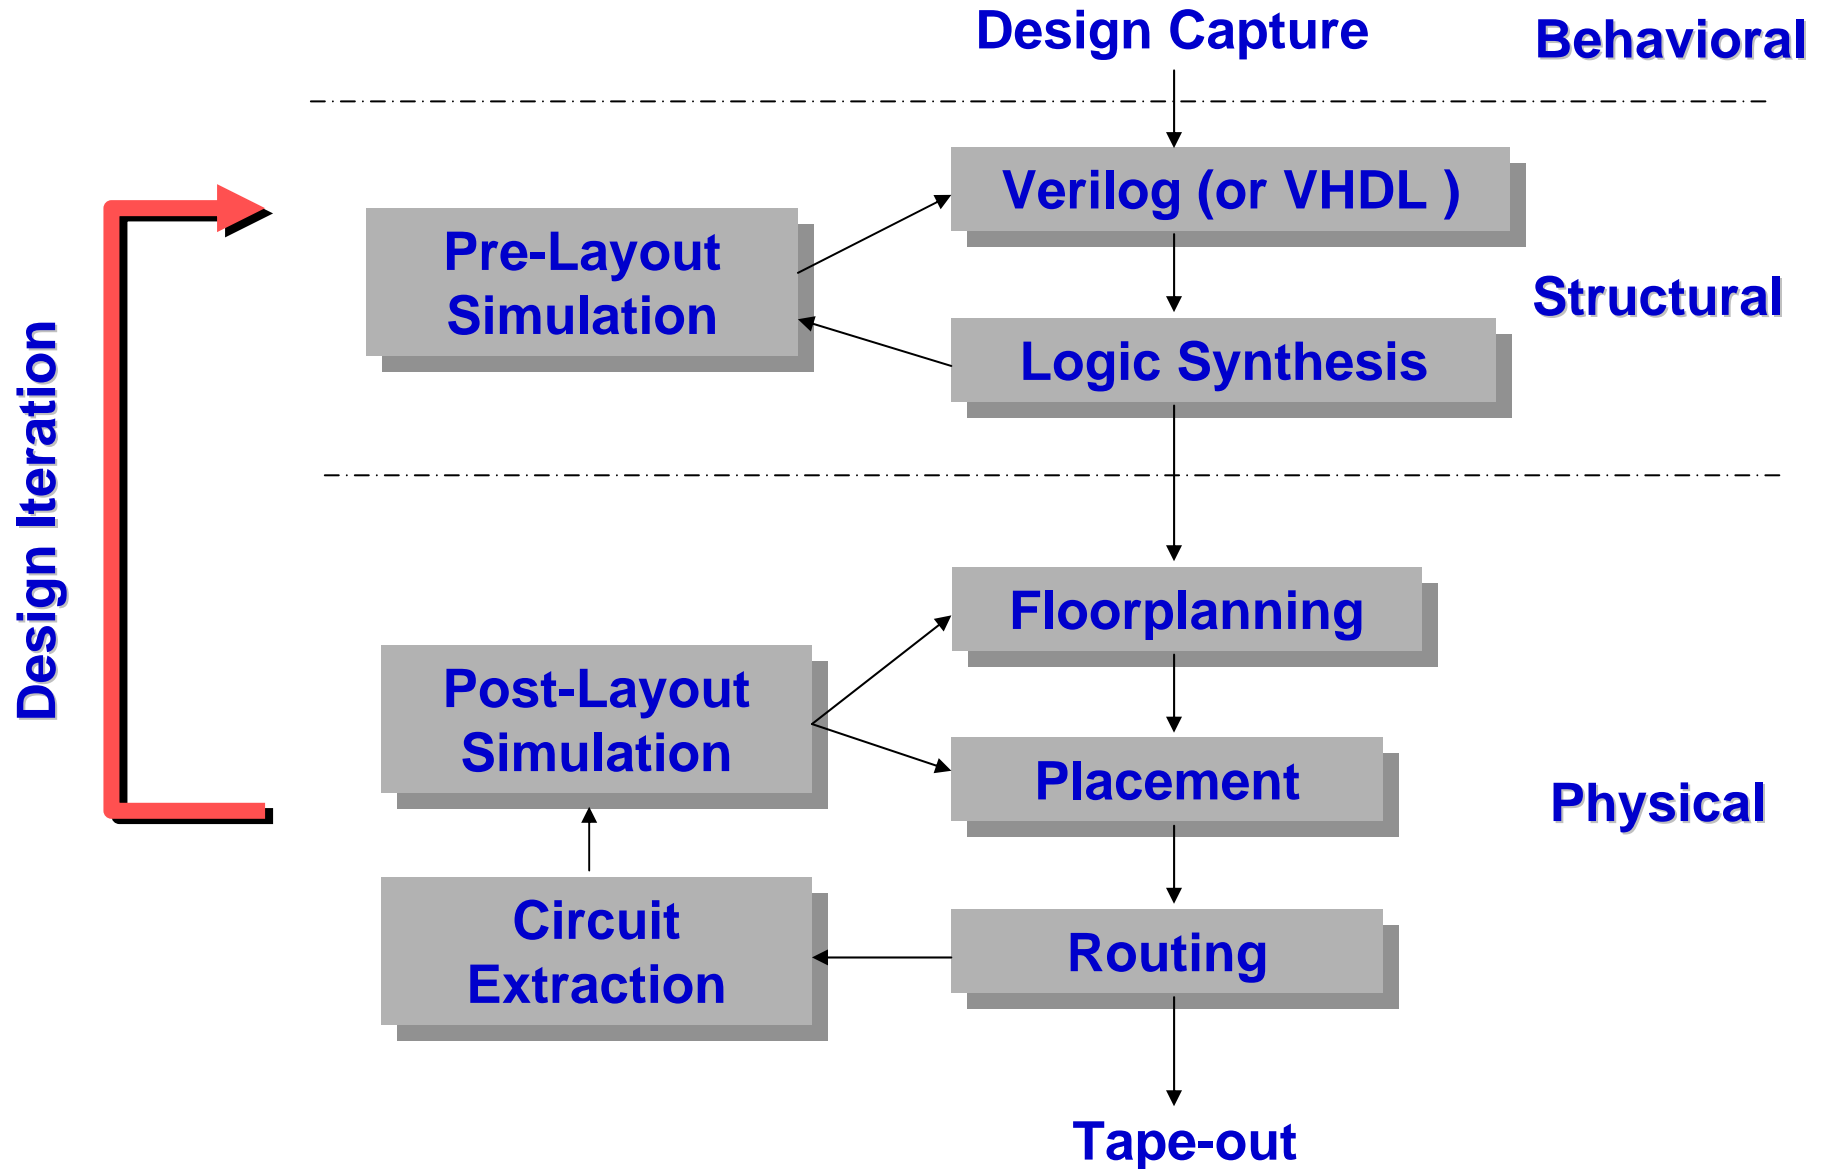 Design Capture
Behavioral
Verilog (or VHDL )
Pre-Layout
Simulation
Structural
Logic Synthesis
Design Iteration
Floorplanning
Post-Layout
Simulation
Placement
Physical
Circuit
Extraction
Routing
Tape-out